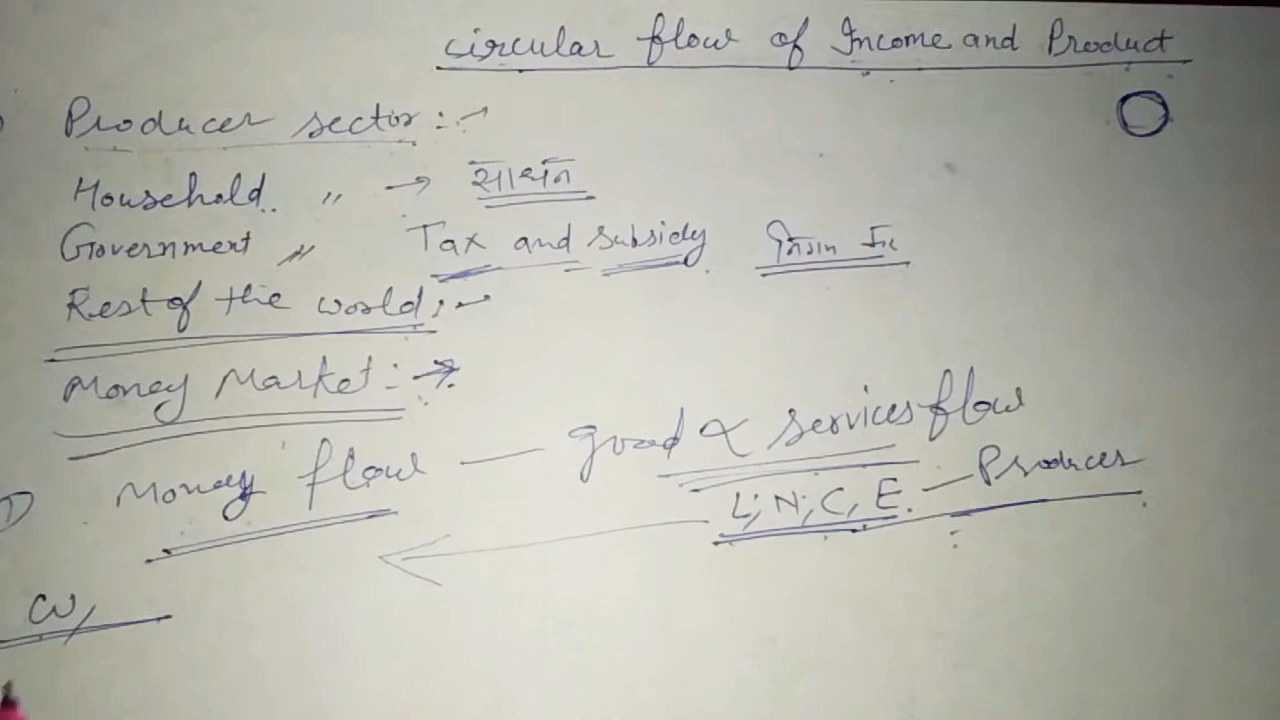 circular flow of Income and Product
Producer sector :-
Household " → साधन
Government " Tax and subsidy निगम
Rest of the world :-
Money Market :- →
Money flow — good & services flow
L, N, C, E. — Producer
W,